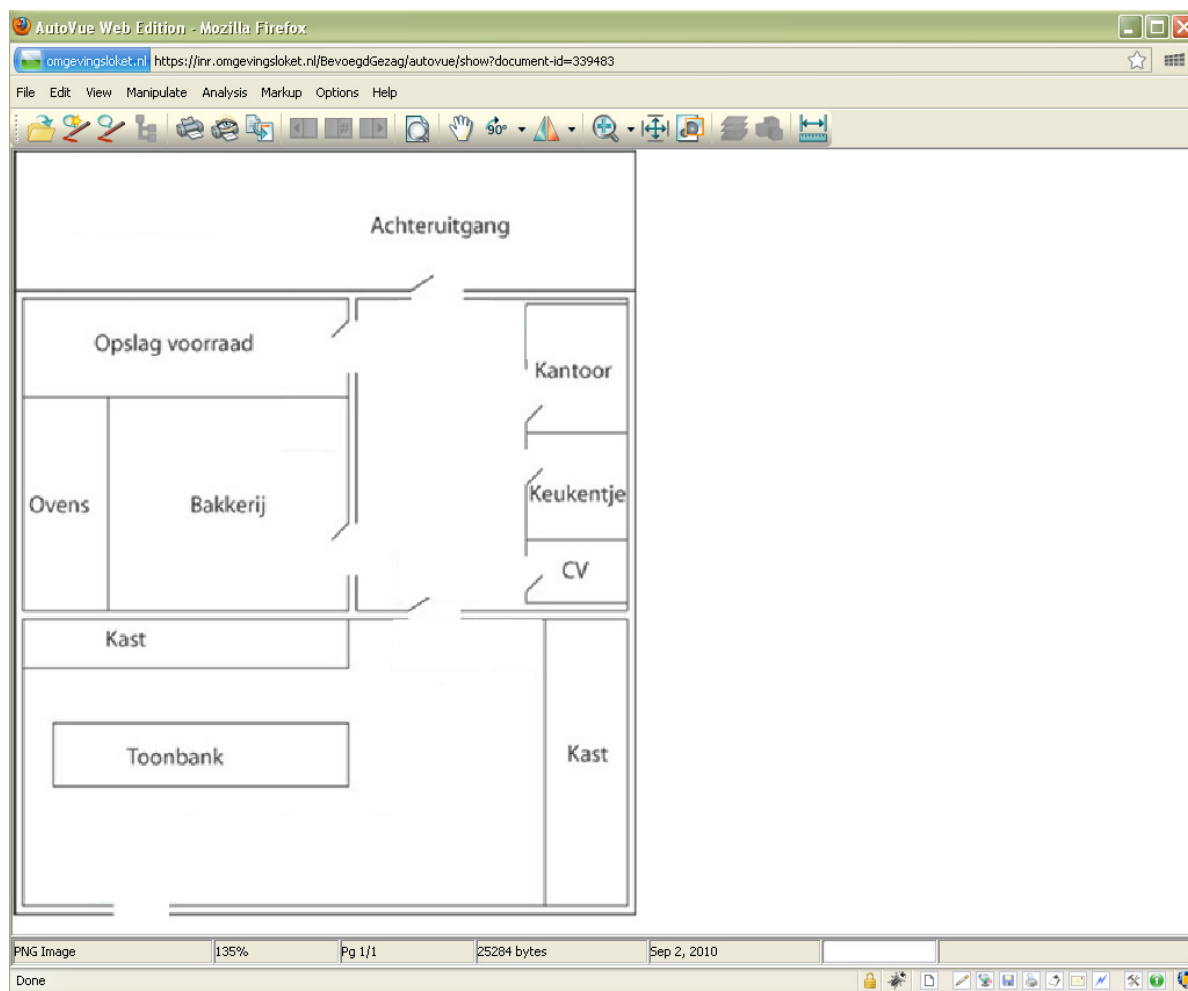 AutoVue Web Edition - Mozilla Firefox
omgevingsloket.nl https://inr.omgevingsloket.nl/BevoegdGezag/autovue/show?document-id=339483
File Edit View Manipulate Analysis Markup Options Help
90°
Achteruitgang
Opslag voorraad
Kantoor
Ovens
Bakkerij
Keukentje
CV
Kast
Toonbank
Kast
PNG Image 135% Pg 1/1 25284 bytes Sep 2, 2010
Done